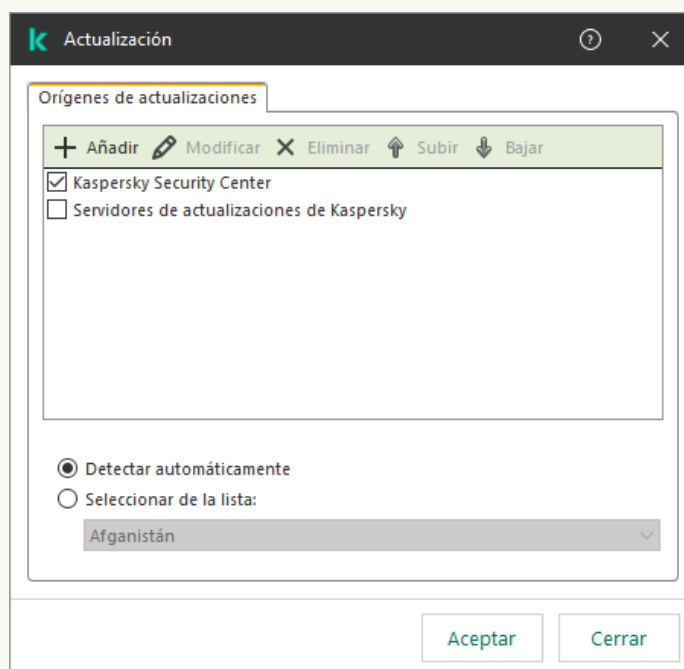 Actualización
Orígenes de actualizaciones
Añadir Modificar Eliminar Subir Bajar
Kaspersky Security Center
Servidores de actualizaciones de Kaspersky
Detectar automáticamente
Seleccionar de la lista:
Afganistán
Aceptar Cerrar